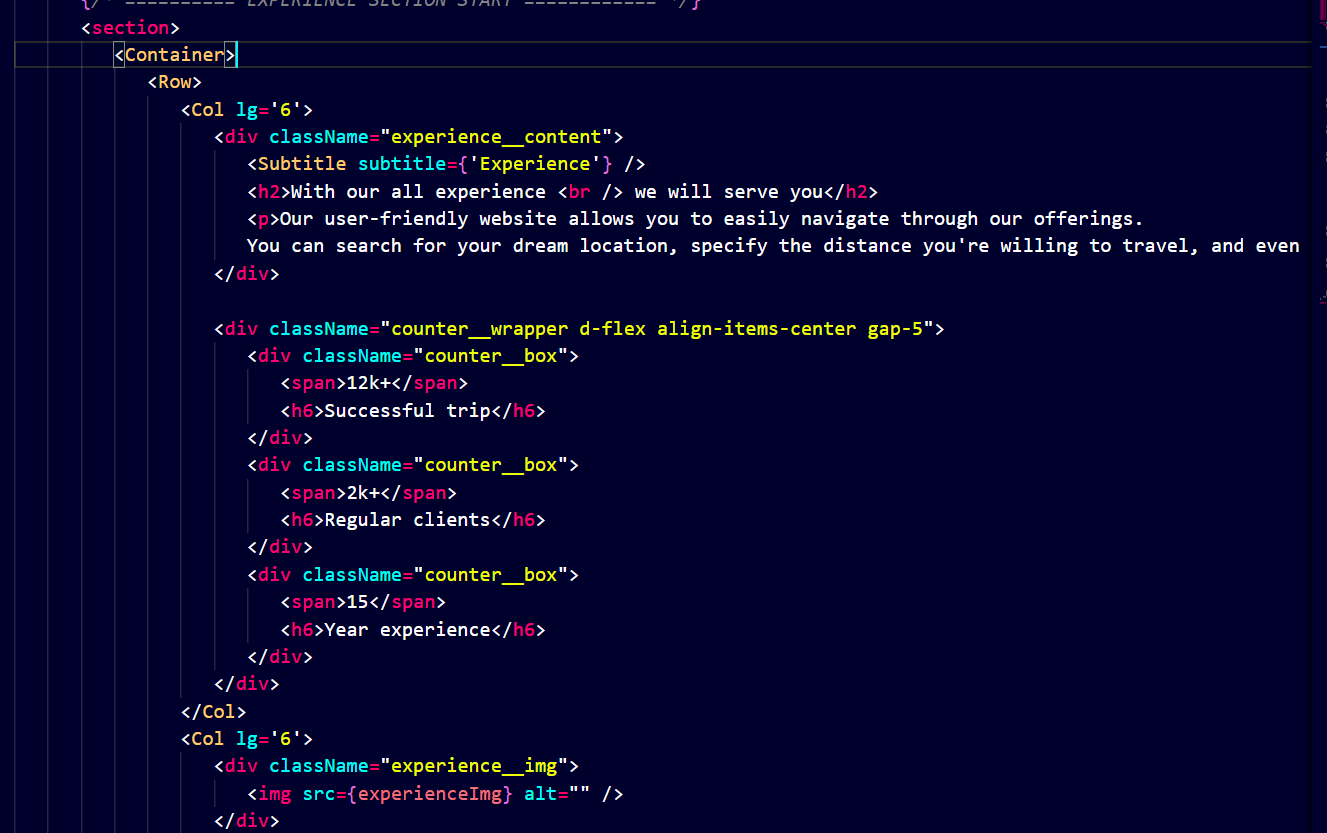 {/* ========== EXPERIENCE SECTION START ============ */}
<section>
<Container>
<Row>
<Col lg='6'>
<div className="experience__content">
<Subtitle subtitle={'Experience'} />
<h2>With our all experience <br /> we will serve you</h2>
<p>Our user-friendly website allows you to easily navigate through our offerings.
You can search for your dream location, specify the distance you're willing to travel, and even
</div>
<div className="counter__wrapper d-flex align-items-center gap-5">
<div className="counter__box">
<span>12k+</span>
<h6>Successful trip</h6>
</div>
<div className="counter__box">
<span>2k+</span>
<h6>Regular clients</h6>
</div>
<div className="counter__box">
<span>15</span>
<h6>Year experience</h6>
</div>
</div>
</Col>
<Col lg='6'>
<div className="experience__img">
<img src={experienceImg} alt="" />
</div>